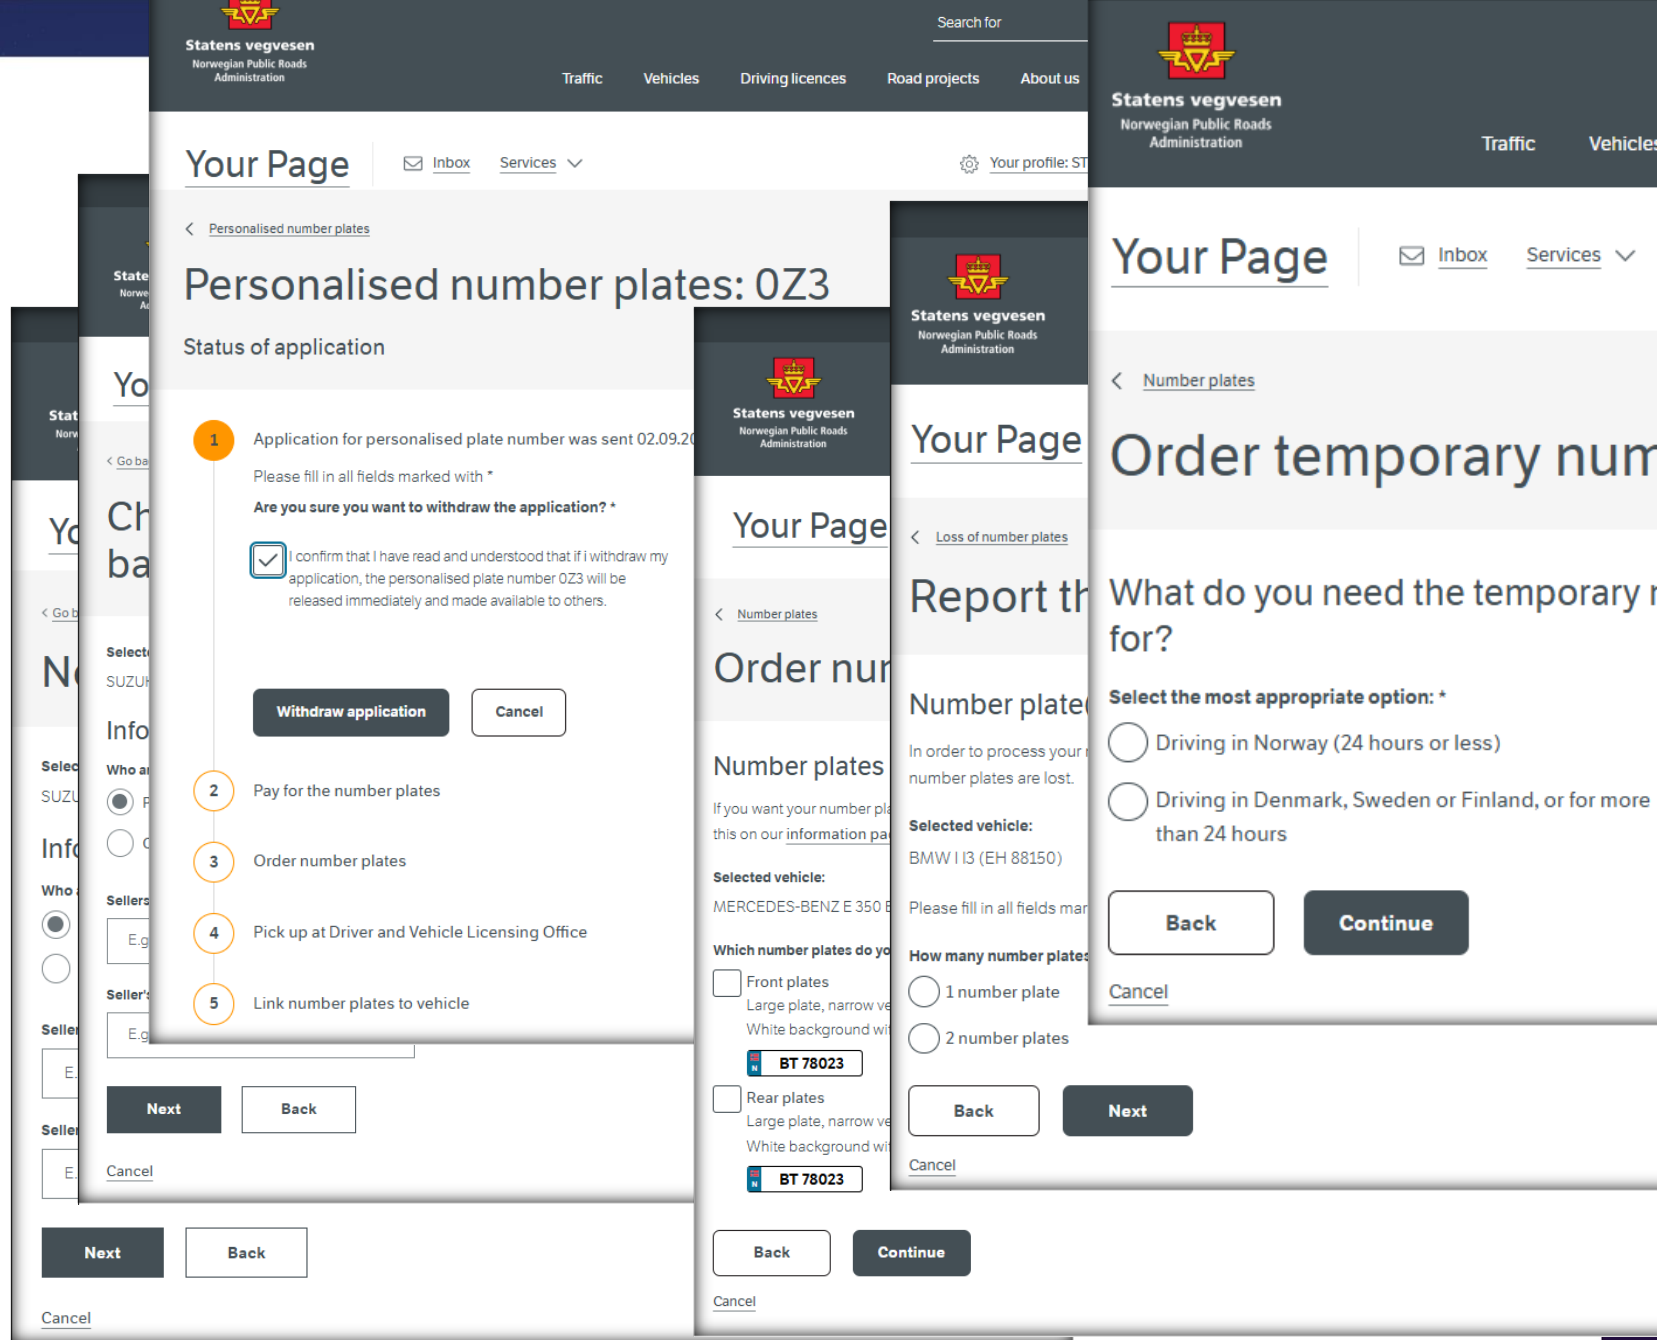 Statens vegvesen
Norwegian Public Roads
Administration
Search for
Traffic Vehicles Driving licences Road projects About us
Your Page Inbox Services Your profile: ST
Personalised number plates
Personalised number plates: 0Z3
Status of application
1 Application for personalised plate number was sent 02.09.20
Please fill in all fields marked with *
Are you sure you want to withdraw the application? *
I confirm that I have read and understood that if i withdraw my
application, the personalised plate number 0Z3 will be
released immediately and made available to others.
Withdraw application Cancel
2 Pay for the number plates
3 Order number plates
4 Pick up at Driver and Vehicle Licensing Office
5 Link number plates to vehicle
State
Norwe
Yo
< Go ba
Ch
ba
Selecte
SUZUK
Info
Who ar
Sellers
E.g
Seller's
E.g
Next Back
Cancel
Stat
Norw
Yo
< Go b
Selec
SUZU
Info
Who a
Seller
E.
Seller
E.
Next Back
Cancel
Statens vegvesen
Norwegian Public Roads
Administration
Your Page
Number plates
Order nur
Number plates
If you want your number pla
this on our information pag
Selected vehicle:
MERCEDES-BENZ E 350 E
Which number plates do yo
Front plates
Large plate, narrow ve
White background wit
N BT 78023
Rear plates
Large plate, narrow ve
White background wit
N BT 78023
Back Continue
Cancel
Statens vegvesen
Norwegian Public Roads
Administration
Your Page
Loss of number plates
Report th
Number plate(
In order to process your r
number plates are lost.
Selected vehicle:
BMW I I3 (EH 88150)
Please fill in all fields mar
How many number plates
1 number plate
2 number plates
Back Next
Cancel
Statens vegvesen
Norwegian Public Roads
Administration
Traffic Vehicles
Your Page Inbox Services
Number plates
Order temporary num
What do you need the temporary n
for?
Select the most appropriate option: *
Driving in Norway (24 hours or less)
Driving in Denmark, Sweden or Finland, or for more
than 24 hours
Back Continue
Cancel